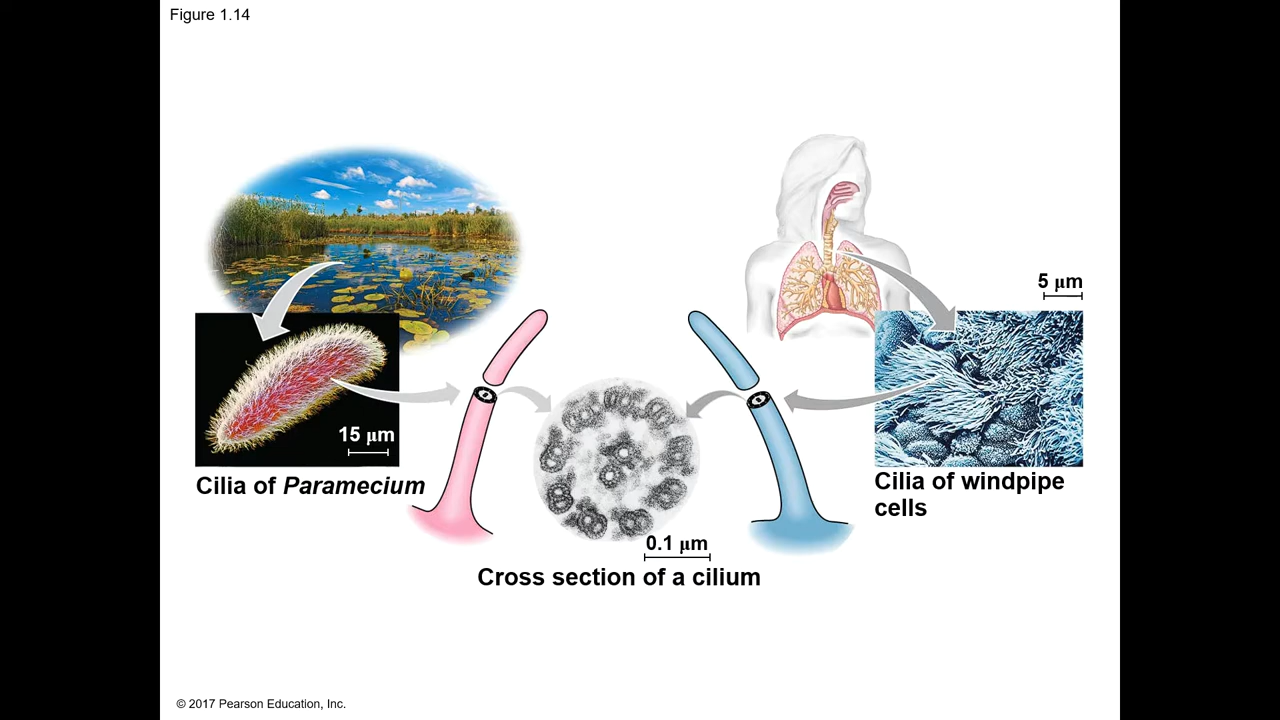 Figure 1.14
5 μm
15 μm
Cilia of Paramecium
Cilia of windpipe
cells
0.1 μm
Cross section of a cilium
© 2017 Pearson Education, Inc.